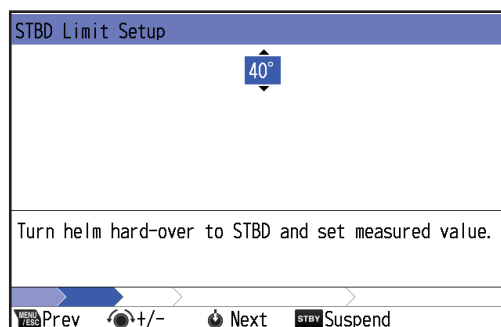 STBD Limit Setup
40°
Turn helm hard-over to STBD and set measured value.
MENU/ESC Prev +/- Next STBY Suspend